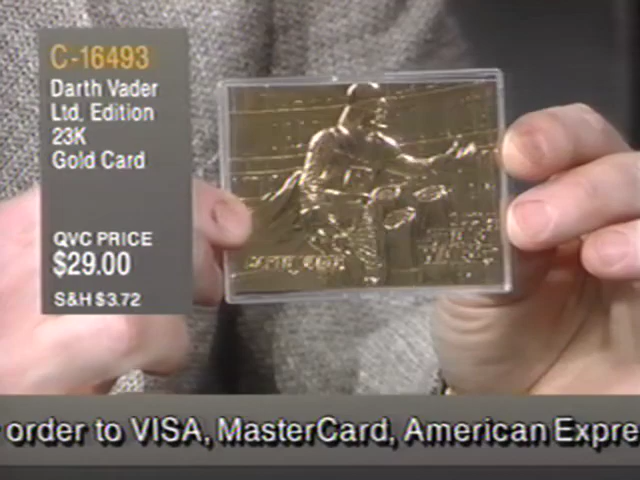 C-16493
Darth Vader
Ltd. Edition
23K
Gold Card
QVC PRICE
$29.00
S&H $3.72
order to VISA, MasterCard, American Expre